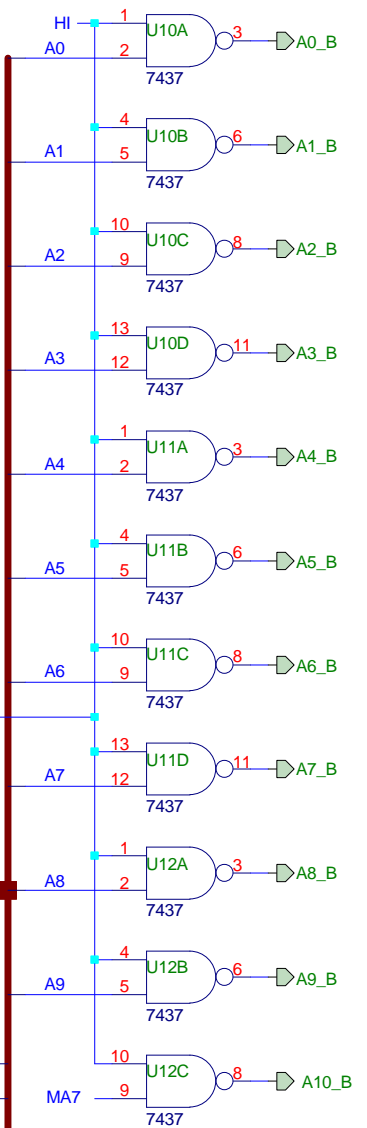 HI 1 U10A 3 A0_B
A0 2
7437
4 U10B 6 A1_B
A1 5
7437
10 U10C 8 A2_B
A2 9
7437
13 U10D 11 A3_B
A3 12
7437
1 U11A 3 A4_B
A4 2
7437
4 U11B 6 A5_B
A5 5
7437
10 U11C 8 A6_B
A6 9
7437
13 U11D 11 A7_B
A7 12
7437
1 U12A 3 A8_B
A8 2
7437
4 U12B 6 A9_B
A9 5
7437
10 U12C 8 A10_B
MA7 9
7437